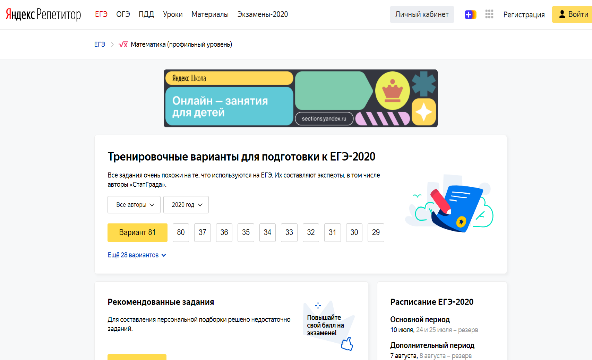 Яндекс Репетитор ЕГЭ ОГЭ ПДД Уроки Материалы Экзамены-2020 Личный кабинет Регистрация Войти
ЕГЭ > √x Математика (профильный уровень)
Яндекс Школа
Онлайн – занятия
для детей
sections.yandex.ru
Тренировочные варианты для подготовки к ЕГЭ-2020
Все задания очень похожи на те, что используются на ЕГЭ. Их составляют эксперты, в том числе
авторы «СтатГрада».
Все авторы 2020 год
Вариант 81 80 37 36 35 34 33 32 31 30 29
Ещё 28 вариантов
Рекомендованные задания
Для составления персональной подборки решено недостаточно
заданий.
Повышайте
свой балл на
экзамене!
Расписание ЕГЭ-2020
Основной период
10 июля, 24 и 25 июля – резерв
Дополнительный период
7 августа, 8 августа – резерв